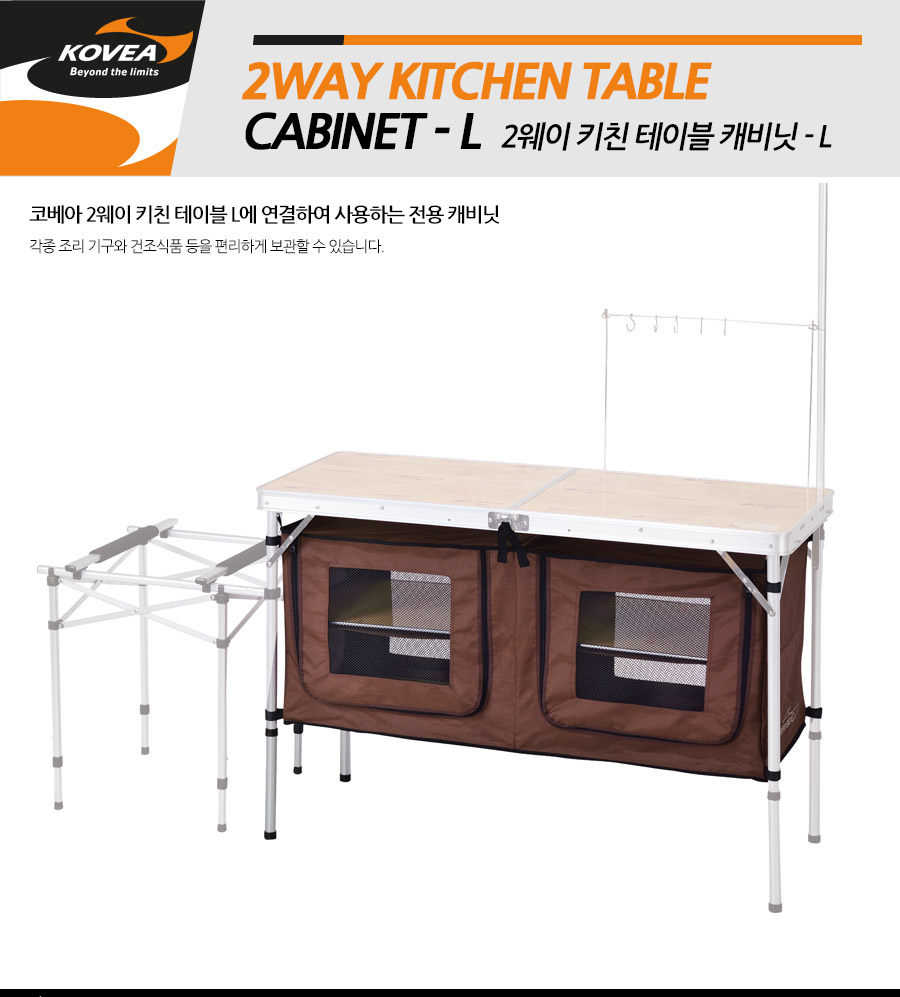 KOVEA
Beyond the limits
2WAY KITCHEN TABLE
CABINET - L 2웨이 키친 테이블 캐비닛 - L
코베아 2웨이 키친 테이블 L에 연결하여 사용하는 전용 캐비닛
각종 조리 기구와 건조식품 등을 편리하게 보관할 수 있습니다.